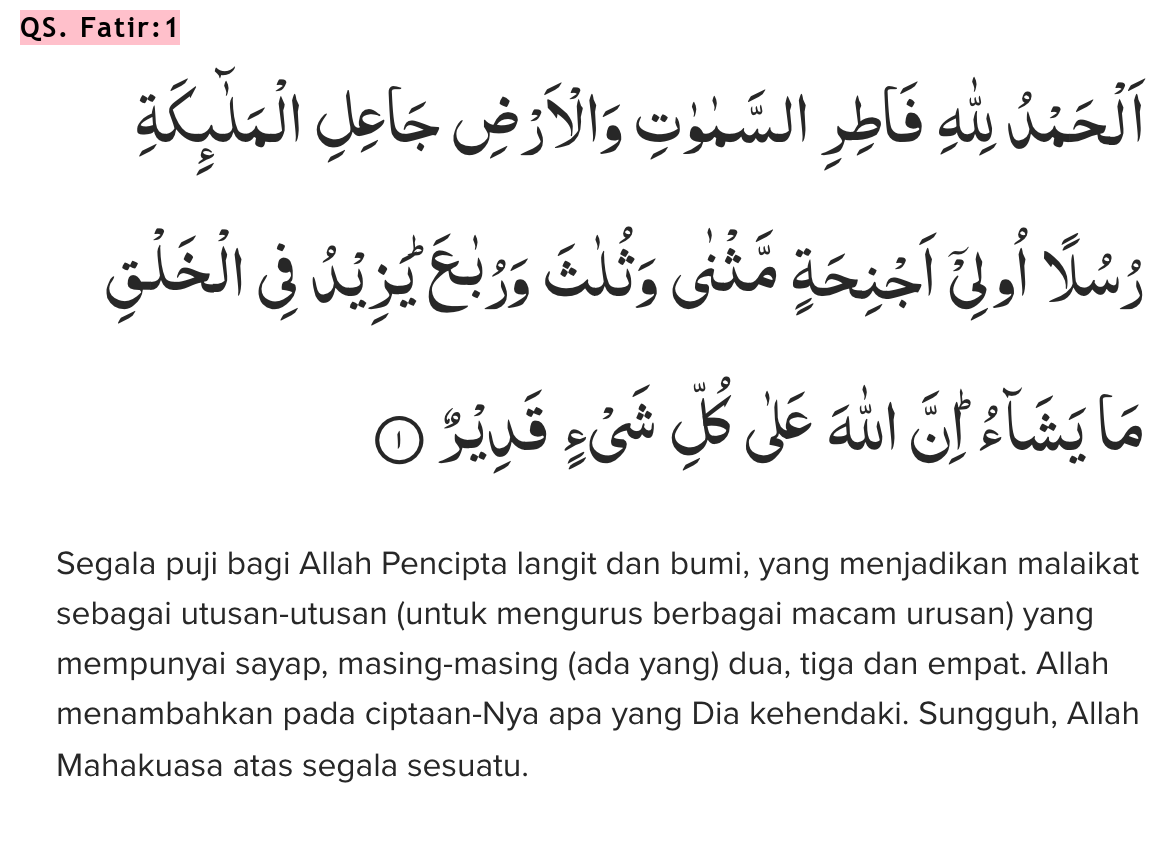 QS. Fatir:1
اَلْحَمْدُ لِلّٰهِ فَاطِرِ السَّمٰوٰتِ وَالْاَرْضِ جَاعِلِ الْمَلٰۤىِٕكَةِ
رُسُلًا اُولِيْٓ اَجْنِحَةٍ مَّثْنٰى وَثُلٰثَ وَرُبٰعَۗ يَزِيْدُ فِى الْخَلْقِ
مَا يَشَاۤءُۗ اِنَّ اللّٰهَ عَلٰى كُلِّ شَيْءٍ قَدِيْرٌ ١
Segala puji bagi Allah Pencipta langit dan bumi, yang menjadikan malaikat
sebagai utusan-utusan (untuk mengurus berbagai macam urusan) yang
mempunyai sayap, masing-masing (ada yang) dua, tiga dan empat. Allah
menambahkan pada ciptaan-Nya apa yang Dia kehendaki. Sungguh, Allah
Mahakuasa atas segala sesuatu.